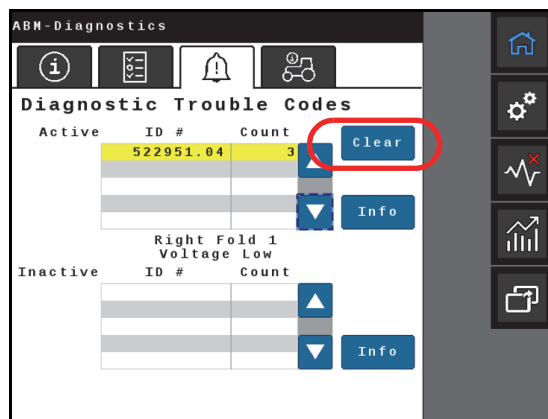 ABM-Diagnostics
Diagnostic Trouble Codes
Active ID # Count
Clear
522951.04 3
Info
Right Fold 1
Voltage Low
Inactive ID # Count
Info